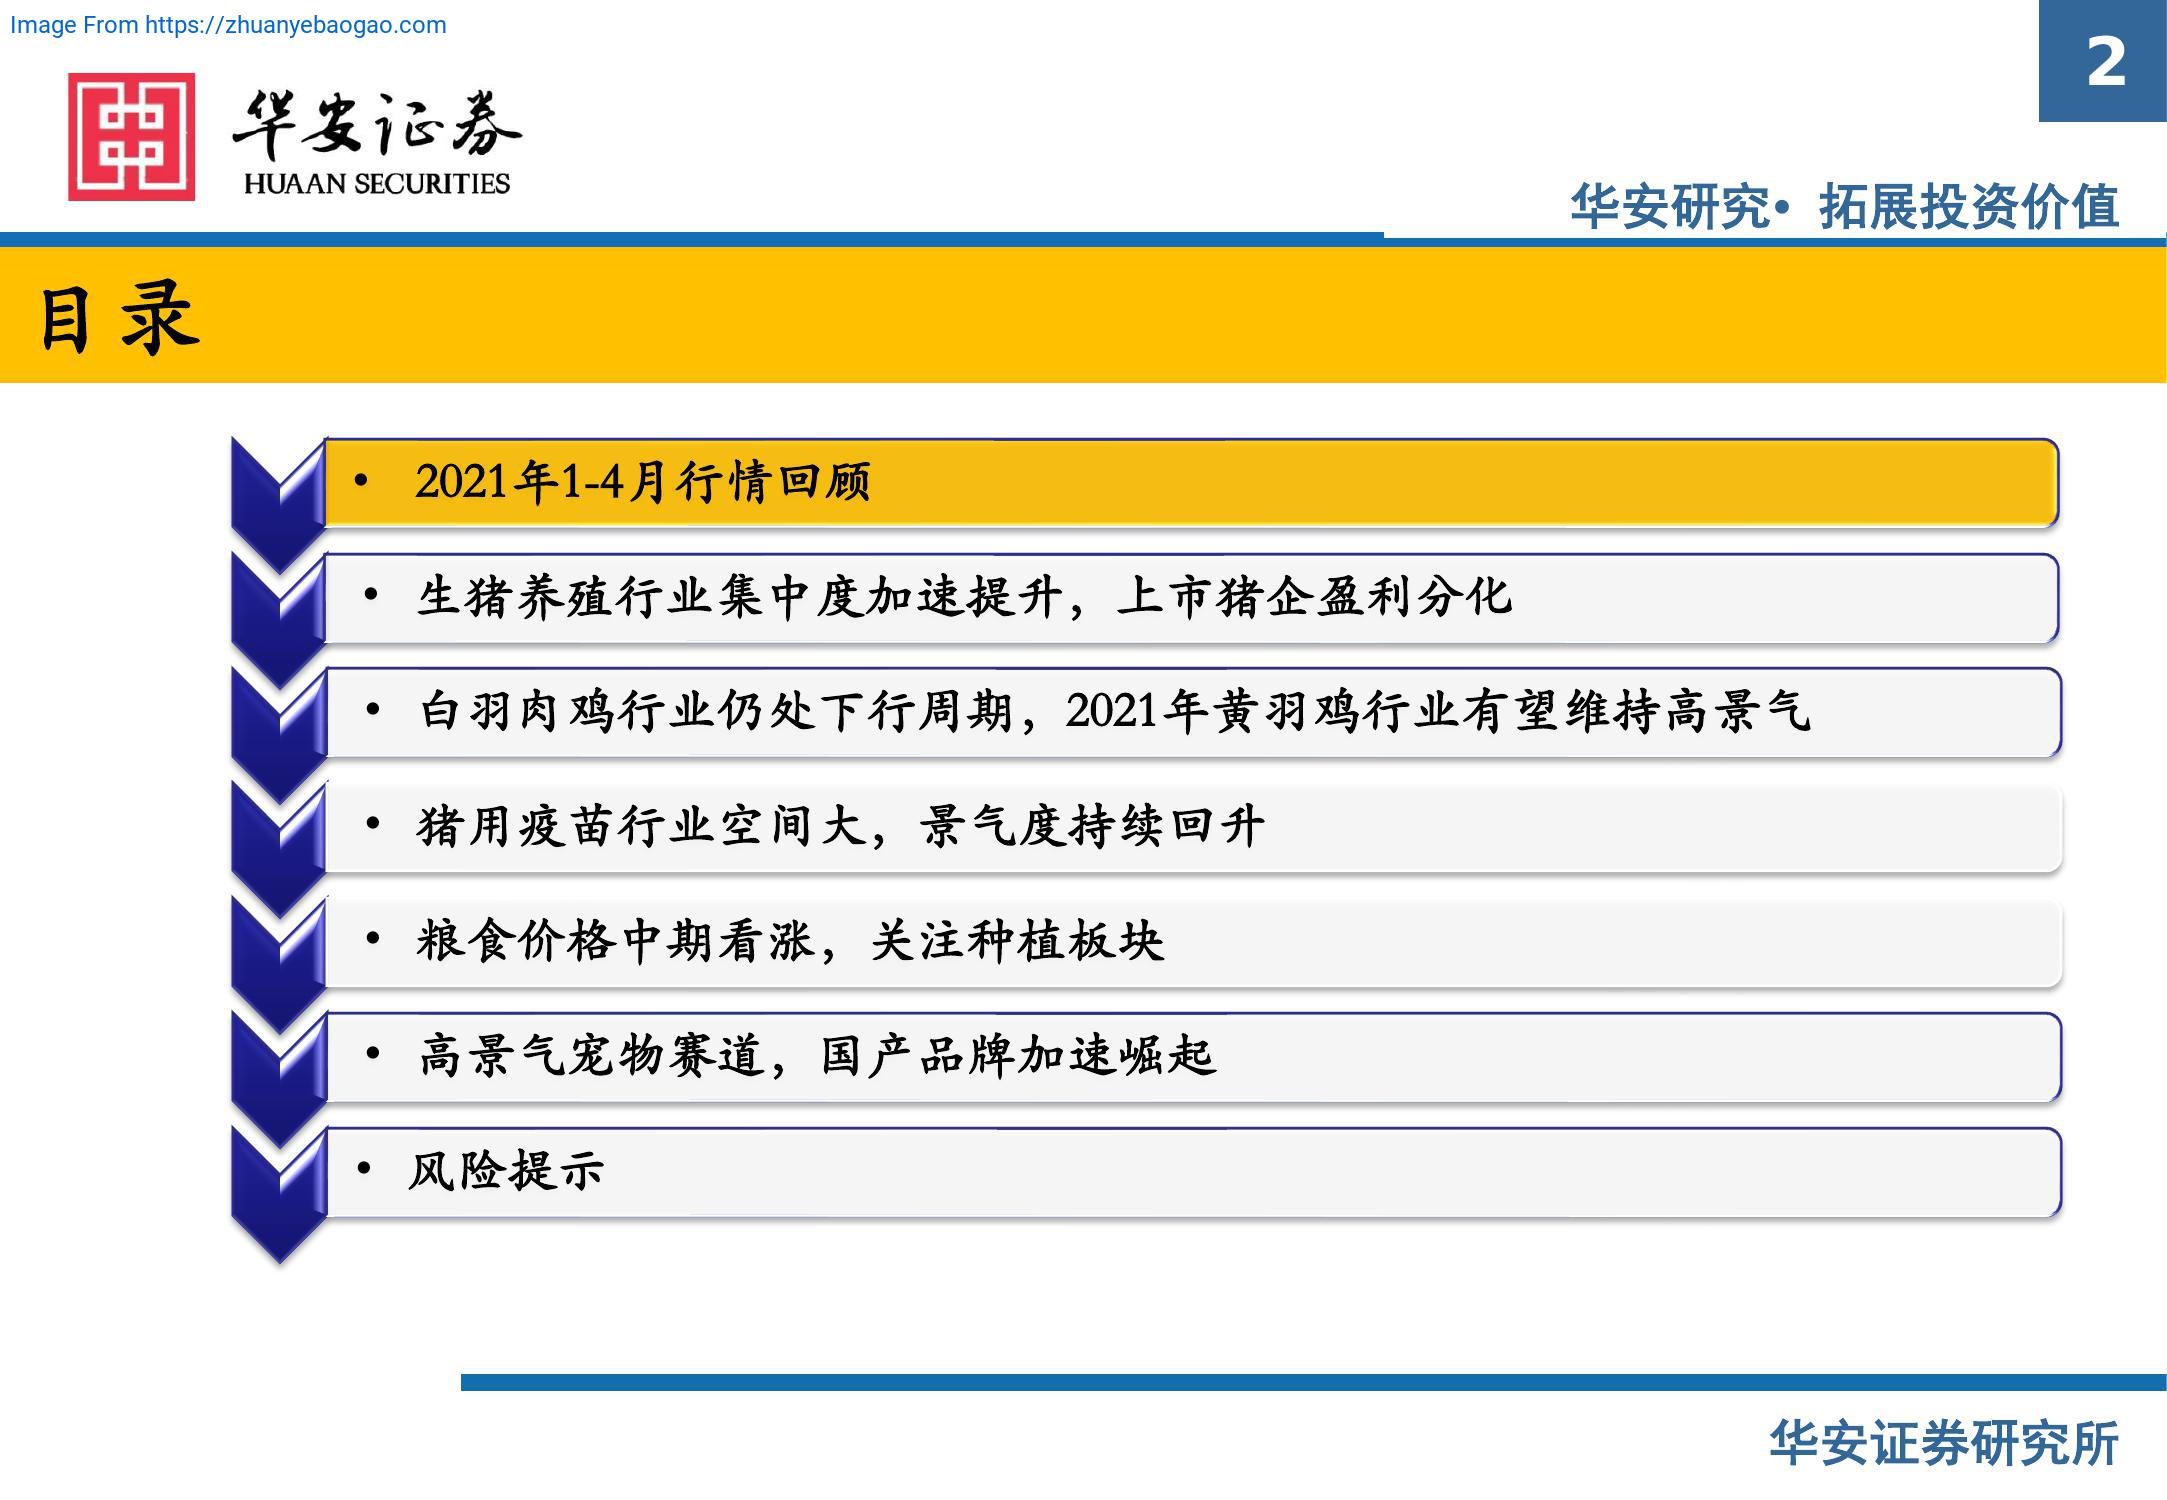 Image From https://zhuanyebaogao.com
2
华安证券
HUAAN SECURITIES
华安研究• 拓展投资价值
目录
• 2021年1-4月行情回顾
• 生猪养殖行业集中度加速提升，上市猪企盈利分化
• 白羽肉鸡行业仍处下行周期，2021年黄羽鸡行业有望维持高景气
• 猪用疫苗行业空间大，景气度持续回升
• 粮食价格中期看涨，关注种植板块
• 高景气宠物赛道，国产品牌加速崛起
• 风险提示
华安证券研究所